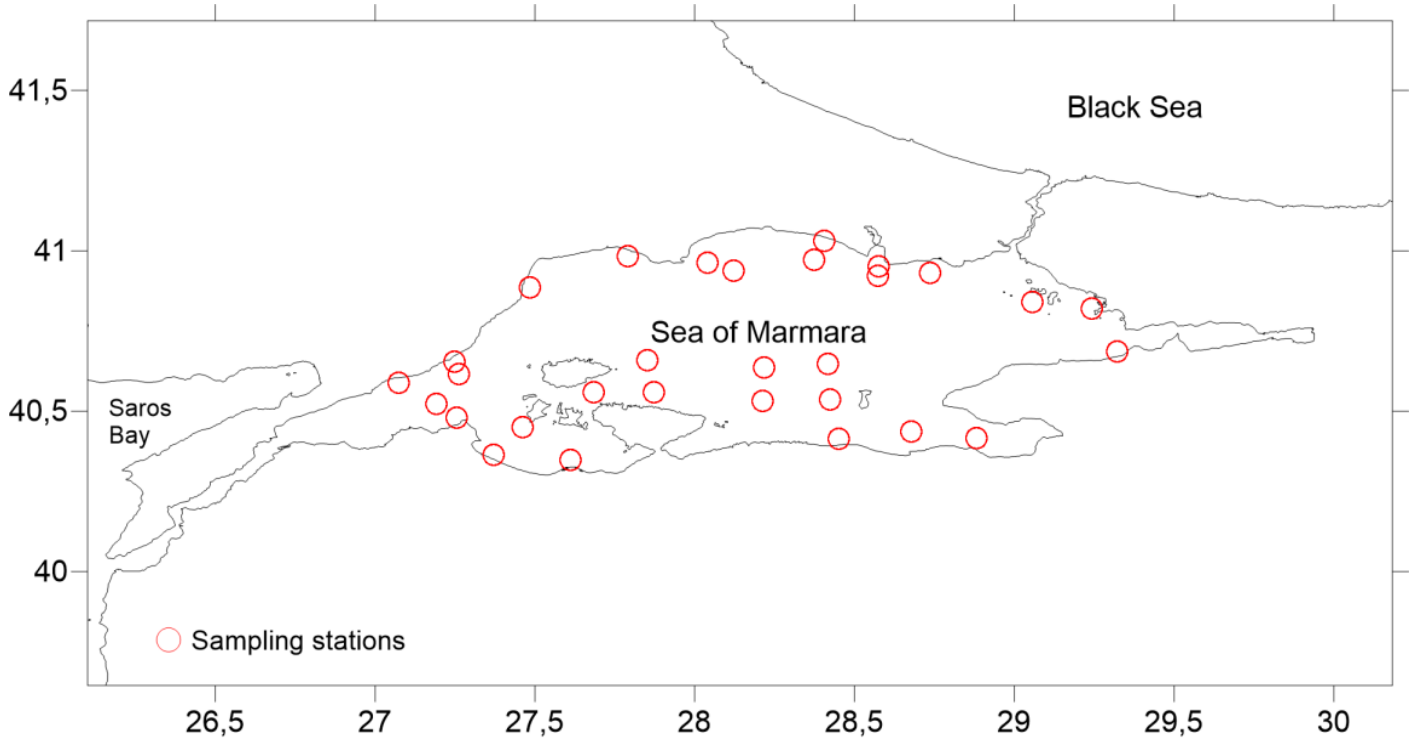 41,5
Black Sea
41
Sea of Marmara
40,5
Saros
Bay
40
Sampling stations
26,5 27 27,5 28 28,5 29 29,5 30